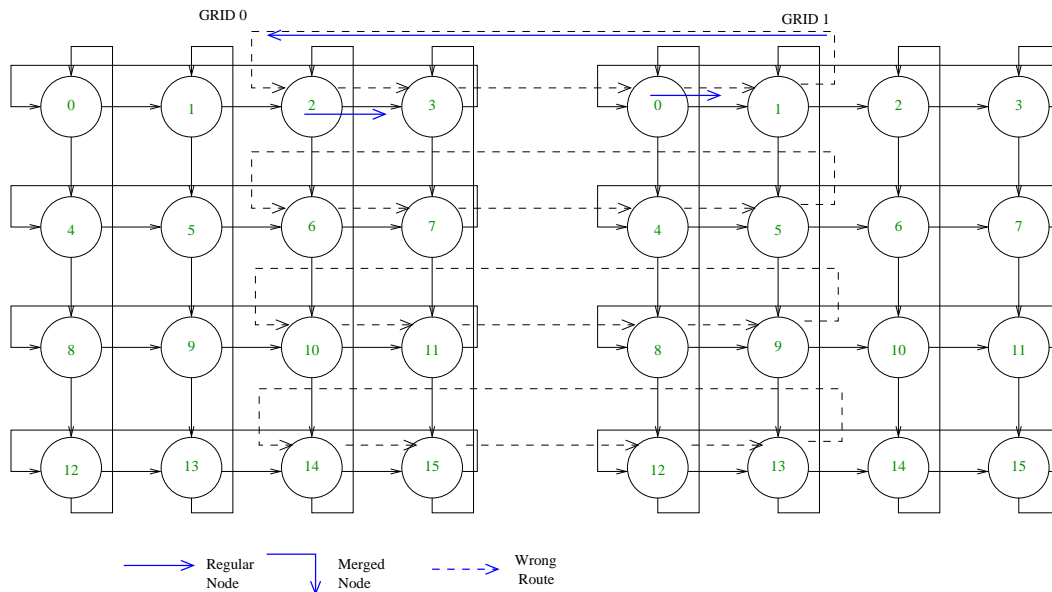 GRID 0 GRID 1
0 1 2 3 0 1 2 3
4 5 6 7 4 5 6 7
8 9 10 11 8 9 10 11
12 13 14 15 12 13 14 15
Regular Merged Wrong
Node Node Route